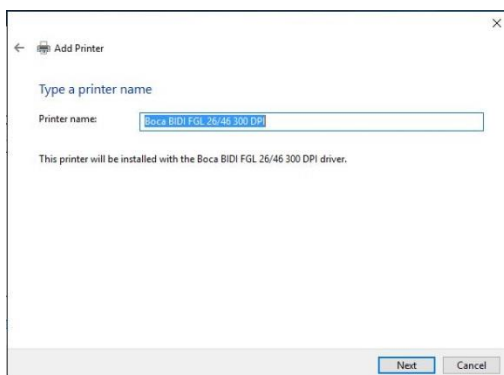 Add Printer
Type a printer name
Printer name: Boca BIDI FGL 26/46 300 DPI
This printer will be installed with the Boca BIDI FGL 26/46 300 DPI driver.
Next Cancel